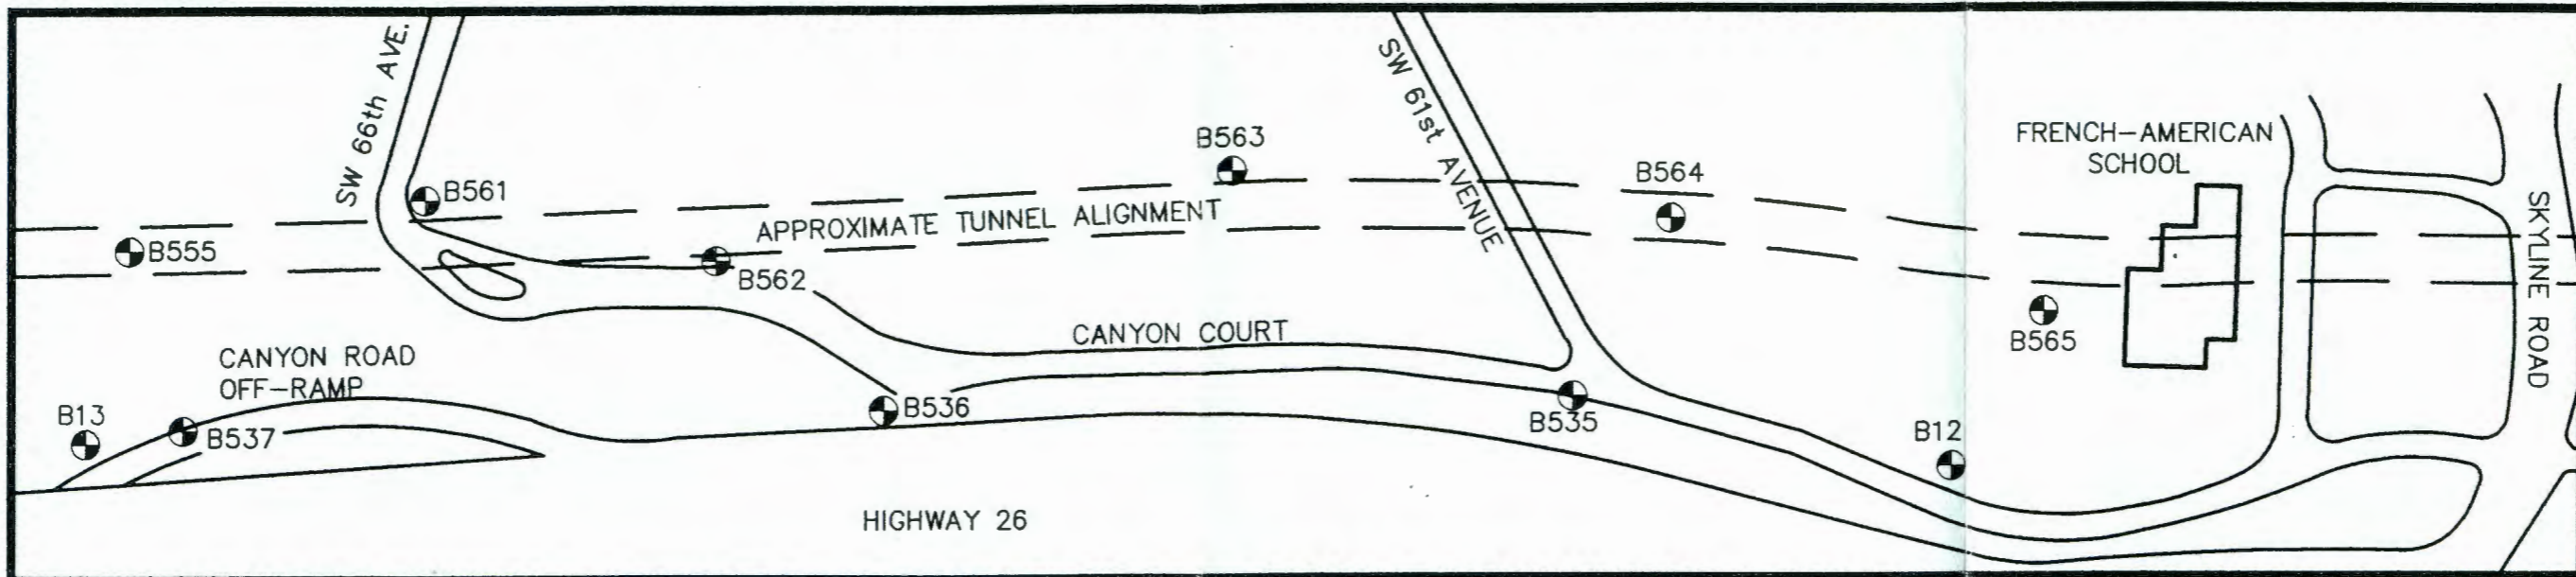 SW 66th AVE.
SW 61st AVENUE
B563
FRENCH-AMERICAN
SCHOOL
B564
B561
SKYLINE ROAD
APPROXIMATE TUNNEL ALIGNMENT
B555
B562
B565
CANYON COURT
CANYON ROAD
OFF-RAMP
B13
B537
B536
B535
B12
HIGHWAY 26